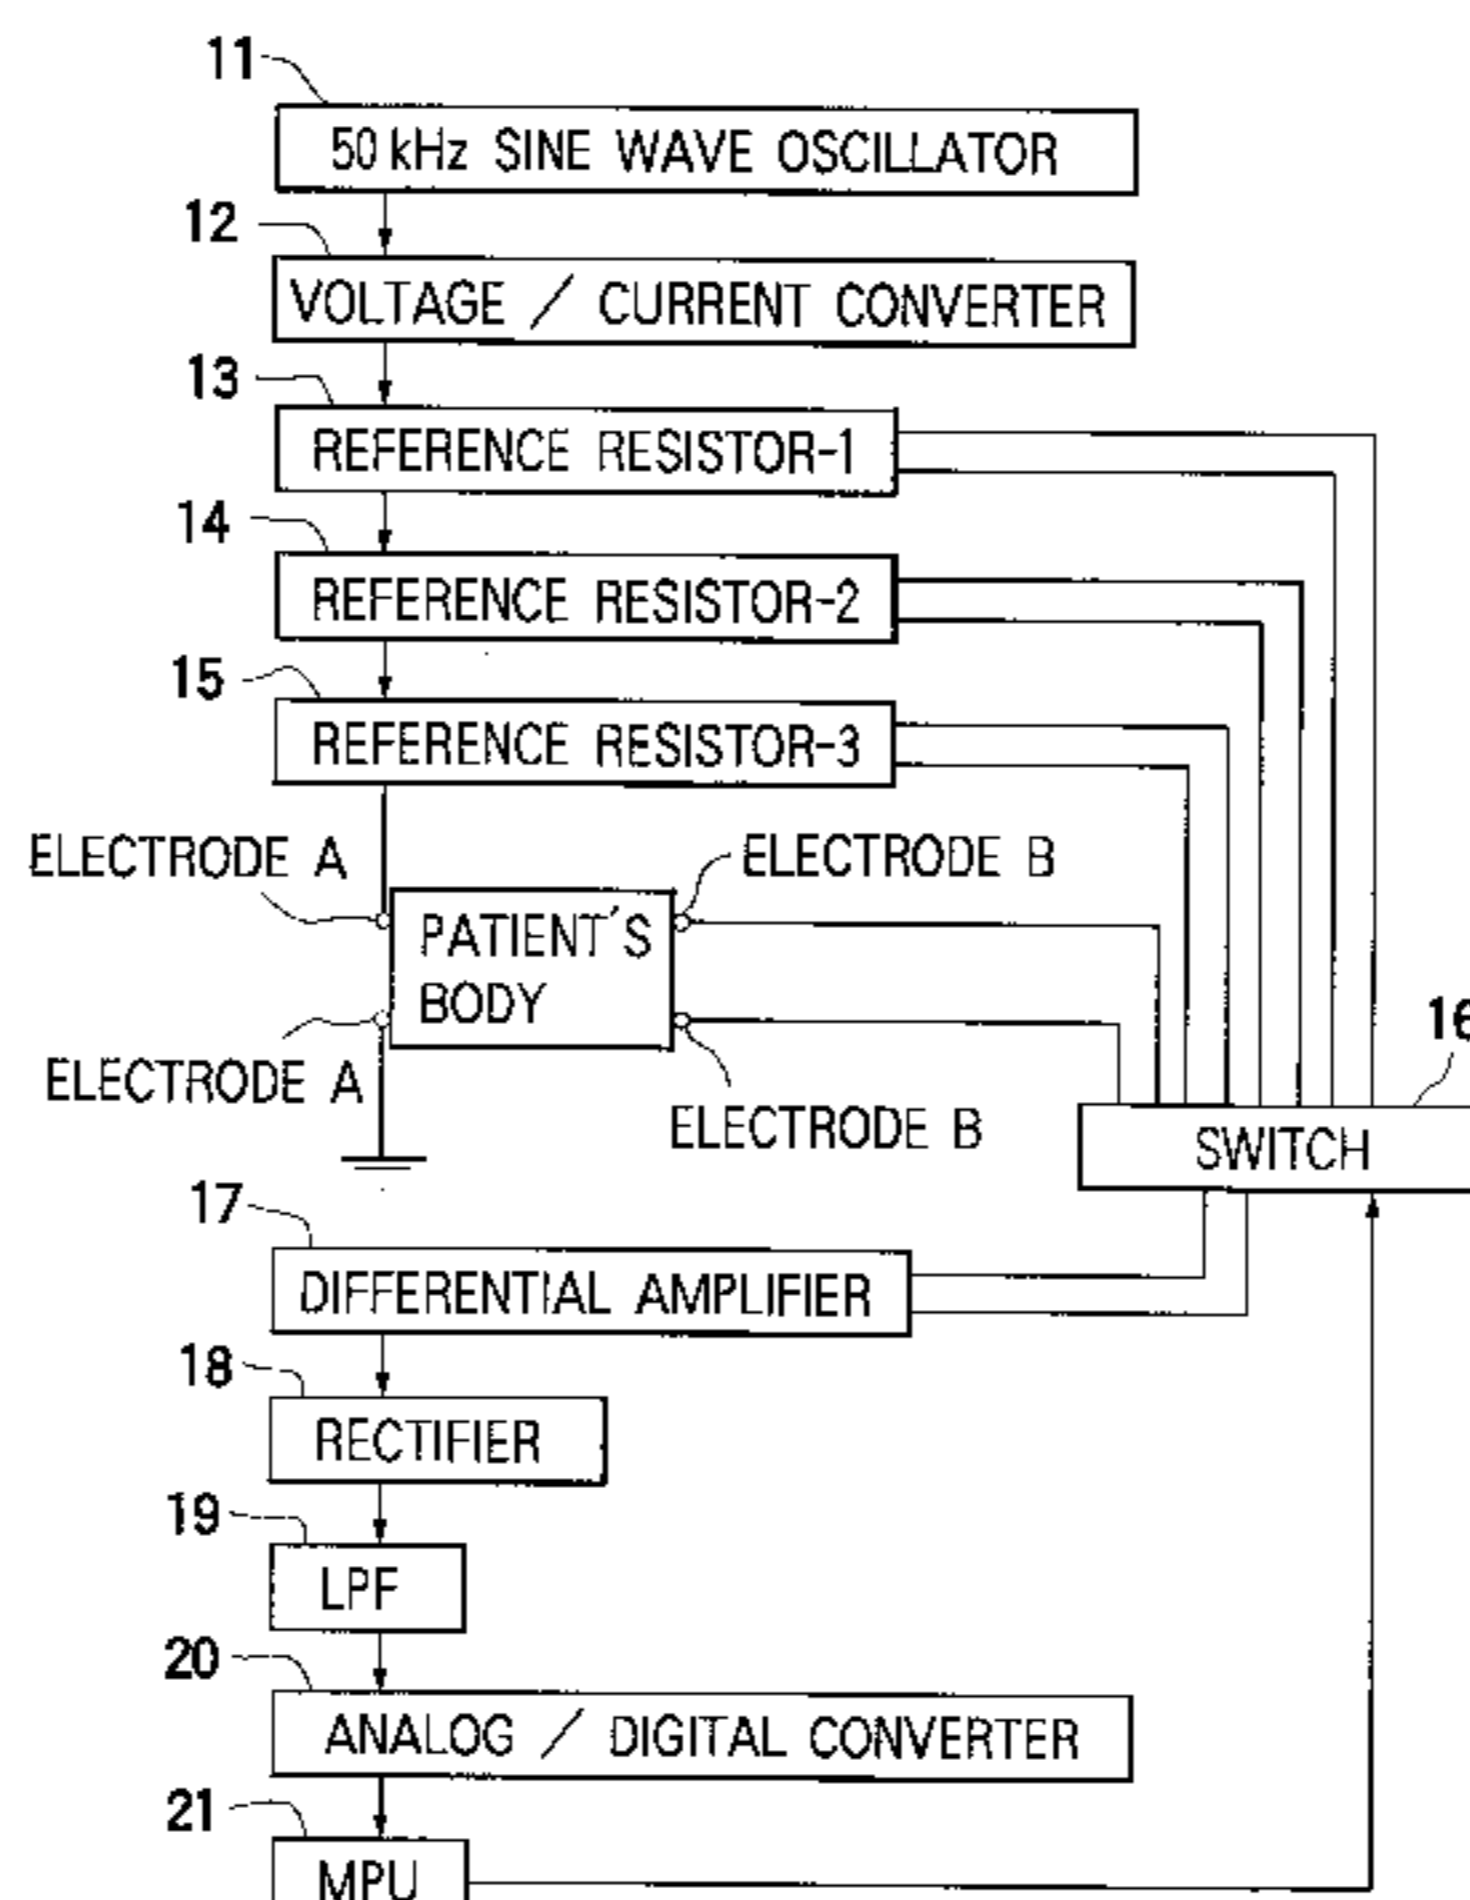 11
50 kHz SINE WAVE OSCILLATOR
12
VOLTAGE / CURRENT CONVERTER
13
REFERENCE RESISTOR-1
14
REFERENCE RESISTOR-2
15
REFERENCE RESISTOR-3
ELECTRODE A
ELECTRODE B
PATIENT'S
BODY
16
ELECTRODE A
ELECTRODE B
SWITCH
17
DIFFERENTIAL AMPLIFIER
18
RECTIFIER
19
LPF
20
ANALOG / DIGITAL CONVERTER
21
MPU